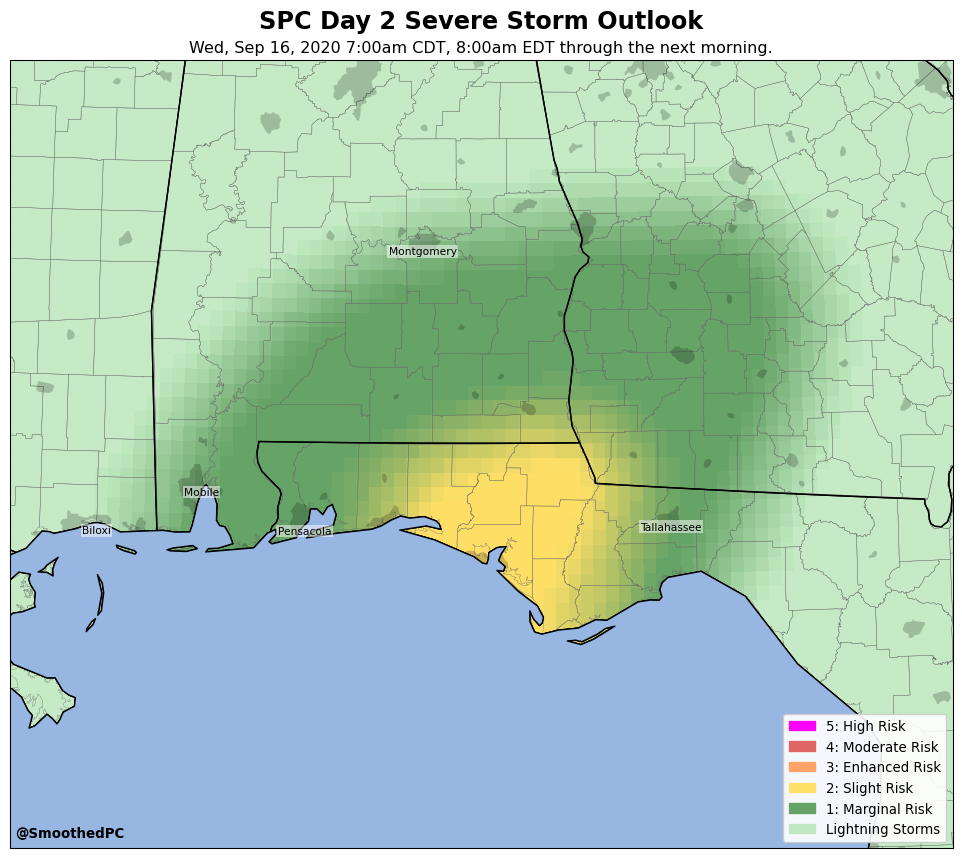 SPC Day 2 Severe Storm Outlook
Wed, Sep 16, 2020 7:00am CDT, 8:00am EDT through the next morning.
Montgomery
Mobile
Biloxi
Pensacola
Tallahassee
5: High Risk
4: Moderate Risk
3: Enhanced Risk
2: Slight Risk
1: Marginal Risk
Lightning Storms
@SmoothedPC